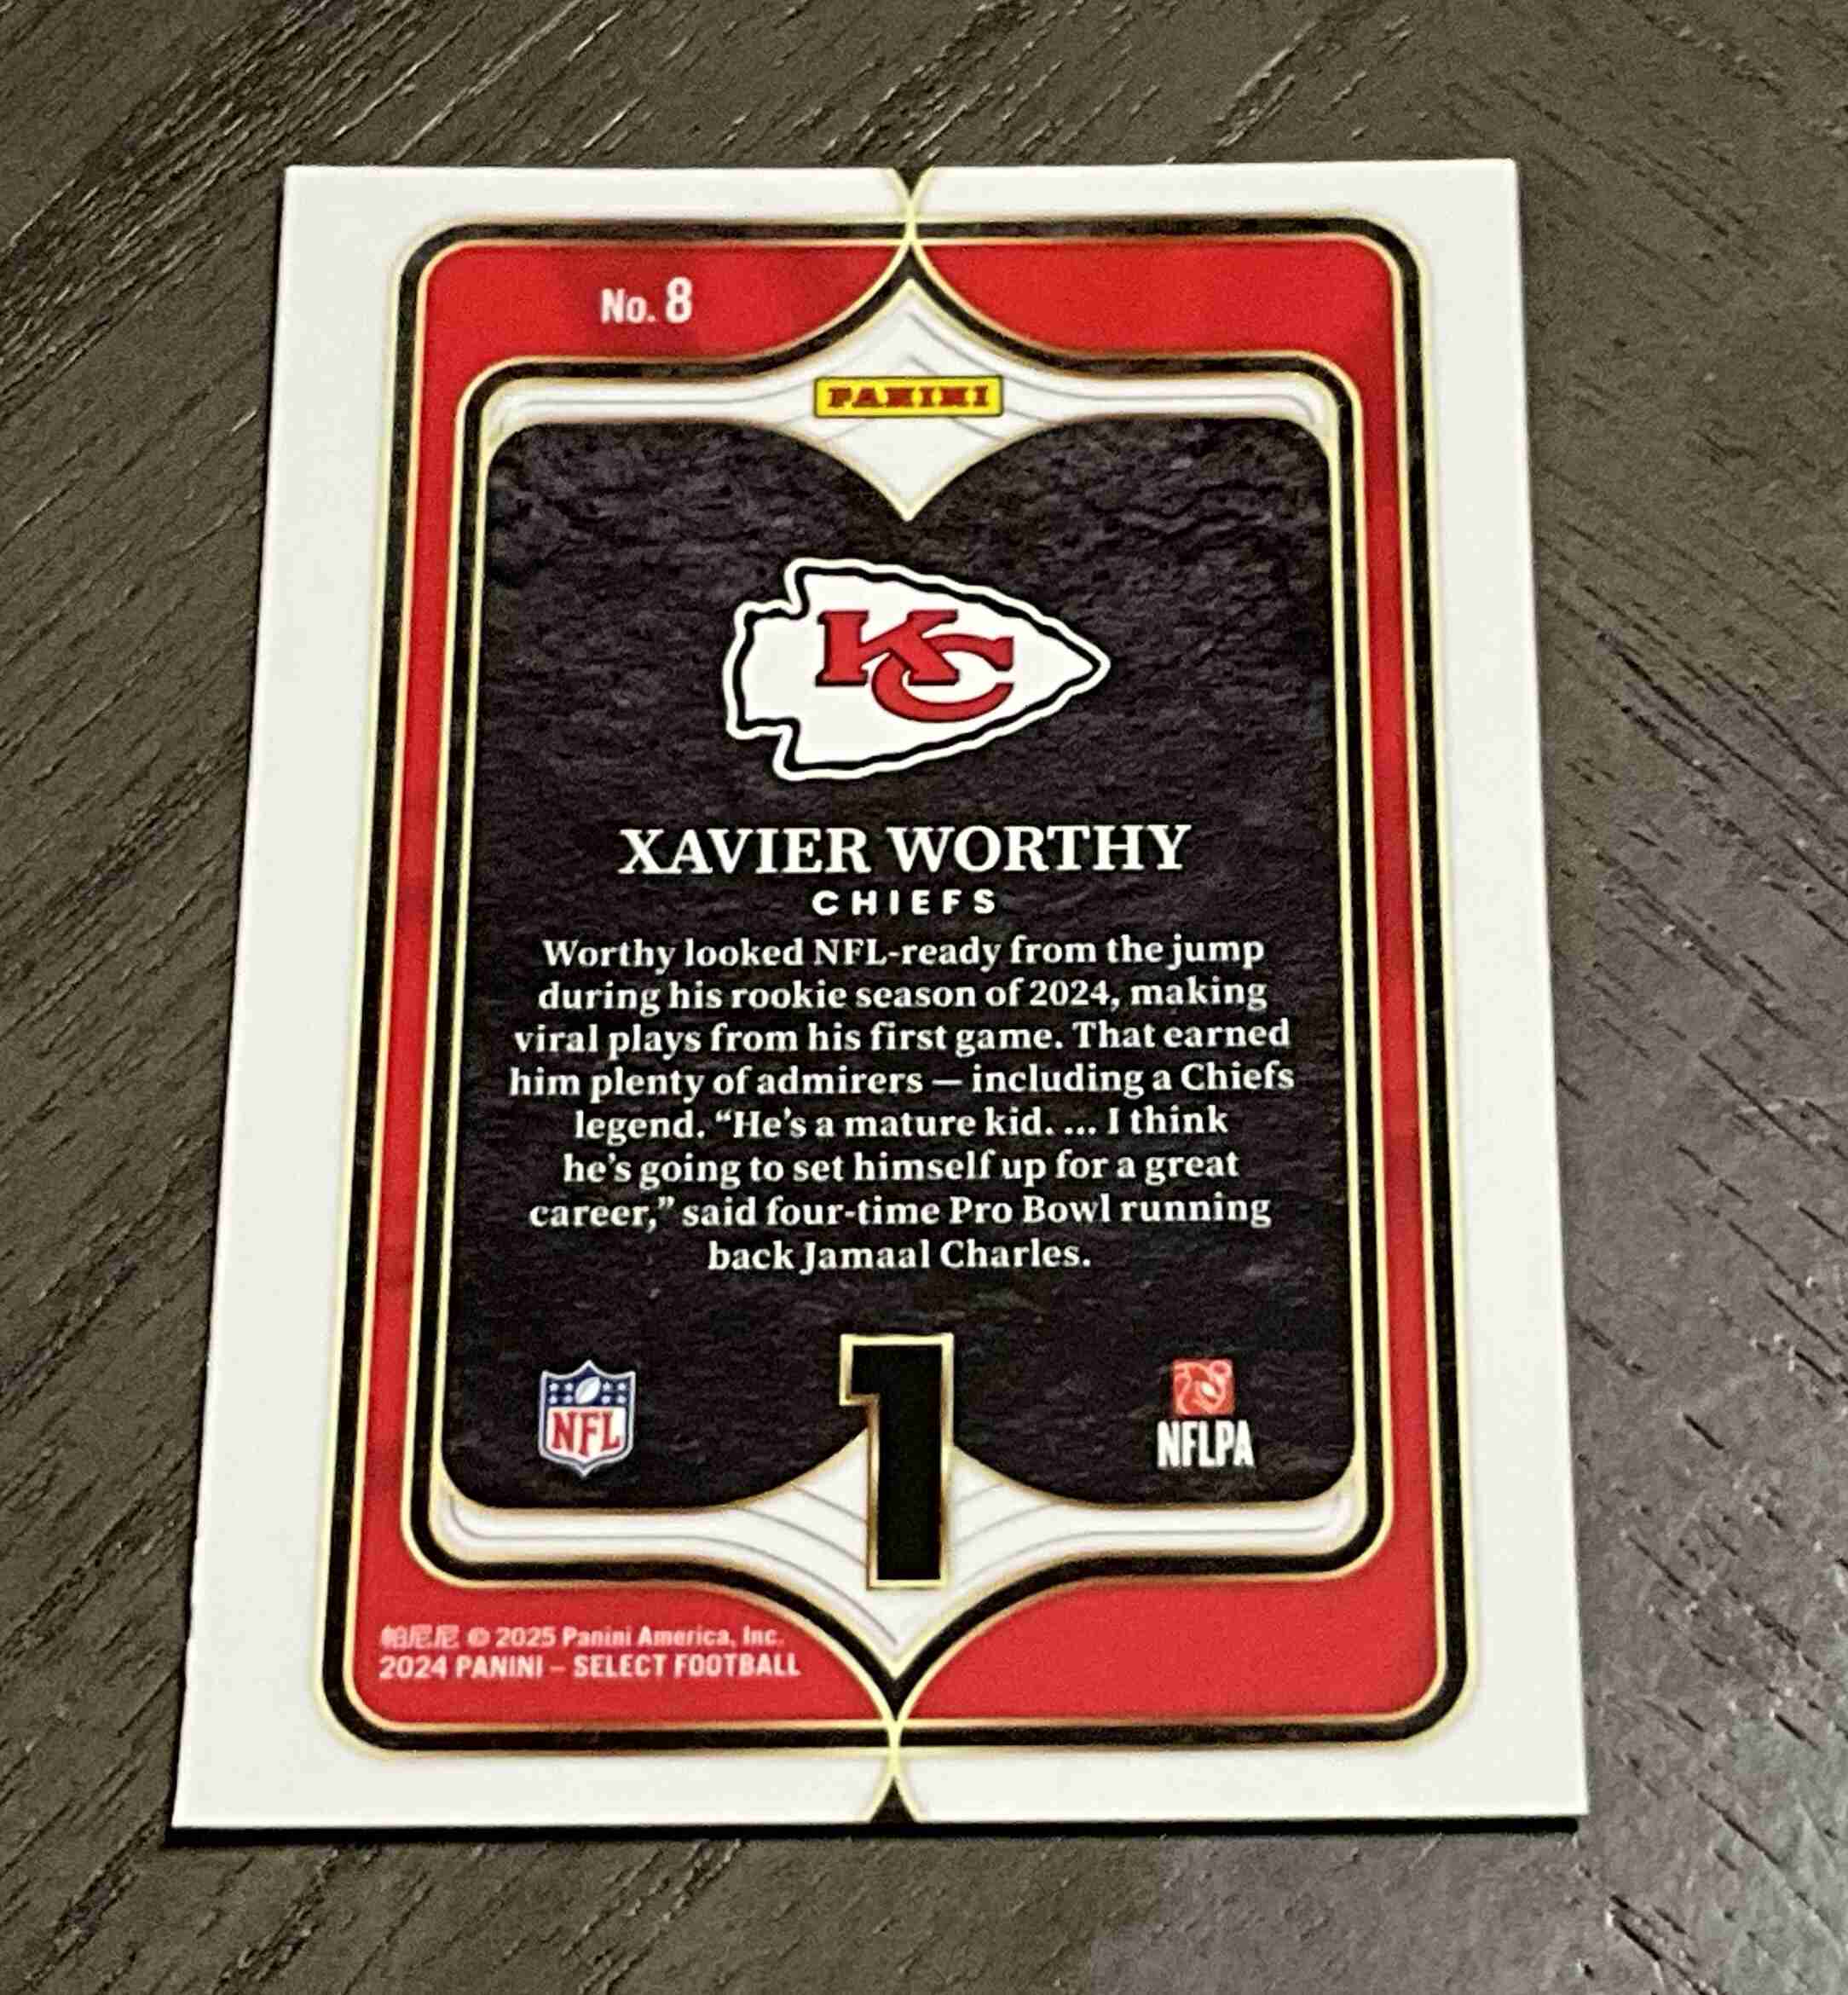 No. 8
PANINI
KC
XAVIER WORTHY
CHIEFS
Worthy looked NFL-ready from the jump
during his rookie season of 2024, making
viral plays from his first game. That earned
him plenty of admirers — including a Chiefs
legend. “He’s a mature kid. ... I think
he’s going to set himself up for a great
career,” said four-time Pro Bowl running
back Jamaal Charles.
1
NFL
NFLPA
帕尼尼 © 2025 Panini America, Inc.
2024 PANINI – SELECT FOOTBALL